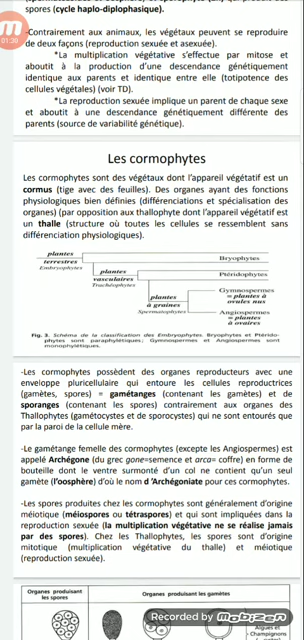 spores (cycle haplo-diplophasique).
-Contrairement aux animaux, les végétaux peuvent se reproduire
de deux façons (reproduction sexuée et asexuée).
*La multiplication végétative s'effectue par mitose et
aboutit à la production d'une descendance génétiquement
identique aux parents et identique entre elle (totipotence des
cellules végétales) (voir TD).
*La reproduction sexuée implique un parent de chaque sexe
et aboutit à une descendance génétiquement différente des
parents (source de variabilité génétique).
Les cormophytes
Les cormophytes sont des végétaux dont l'appareil végétatif est un
cormus (tige avec des feuilles). Des organes ayant des fonctions
physiologiques bien définies (différenciations et spécialisation des
organes) (par opposition aux thallophyte dont l'appareil végétatif est
un thalle (structure où toutes les cellules se ressemblent sans
différenciation physiologiques).
plantes
terrestres
Embryophytes
Bryophytes
plantes
vasculaires
Trachéophytes
Ptéridophytes
plantes
à graines
Spermatophytes
Gymnospermes
= plantes à
ovules nus
Angiospermes
= plantes
à ovaires
Fig. 3. Schéma de la classification des Embryophytes. Bryophytes et Ptérido-
phytes sont paraphylétiques; Gymnospermes et Angiospermes sont
monophylétiques.
-Les cormophytes possèdent des organes reproducteurs avec une
enveloppe pluricellulaire qui entoure les cellules reproductrices
(gamètes, spores) = gamétanges (contenant les gamètes) et de
sporanges (contenant les spores) contrairement aux organes des
Thallophytes (gamétocystes et de sporocystes) qui ne sont entourés que
par la paroi de la cellule mère.
-Le gamétange femelle des cormophytes (excepte les Angiospermes) est
appelé Archégone (du grec gone=semence et arca= coffre) en forme de
bouteille dont le ventre surmonté d'un col ne contient qu'un seul
gamète (l'oosphère) d'où le nom d'Archégoniate pour ces cormophytes.
-Les spores produites chez les cormophytes sont généralement d'origine
méiotique (méiospores ou tétraspores) et qui sont impliquées dans la
reproduction sexuée (la multiplication végétative ne se réalise jamais
par des spores). Chez les Thallophytes, les spores sont d'origine
mitotique (multiplication végétative du thalle) et méiotique
(reproduction sexuée).
Organes produisant
les spores
Organes produisant les gamètes
Algues et
Champignons
Recorded by Mobizen